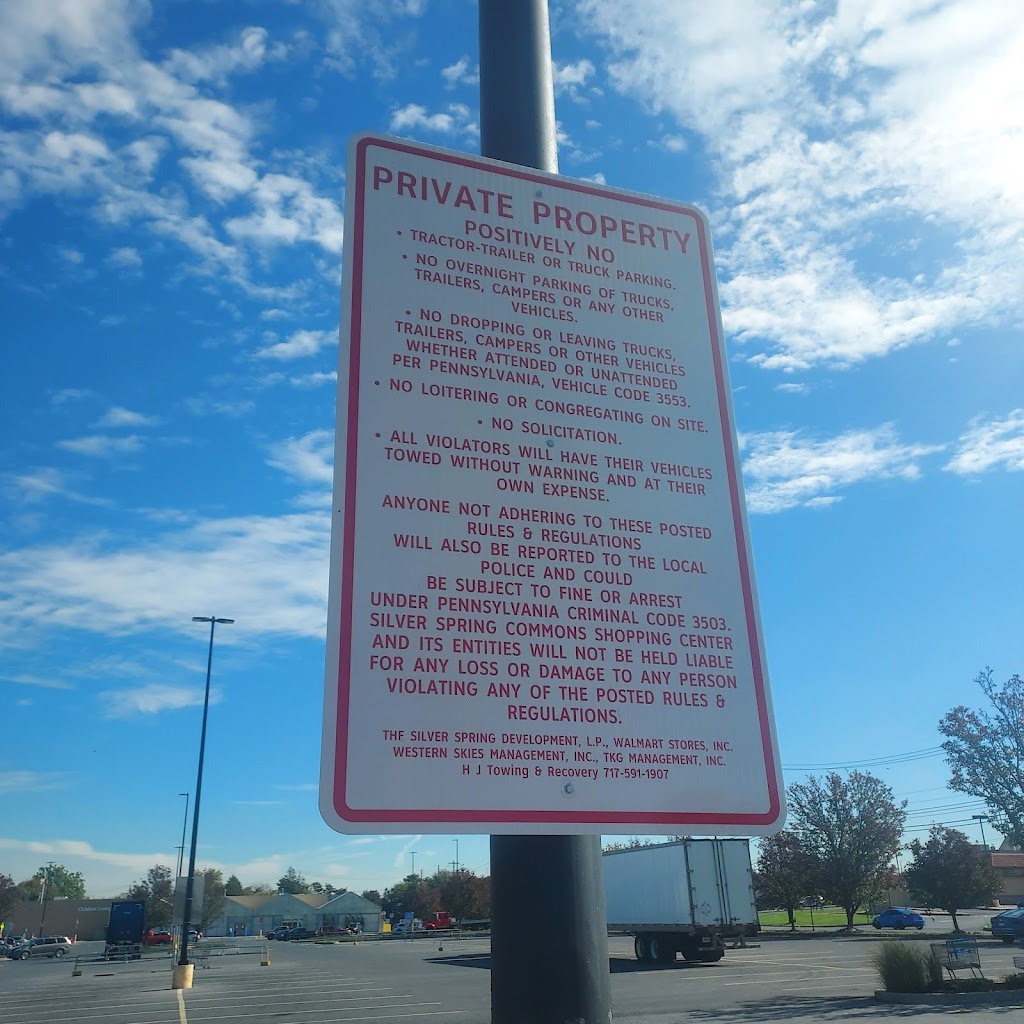 PRIVATE PROPERTY
POSITIVELY NO
• TRACTOR-TRAILER OR TRUCK PARKING.
• NO OVERNIGHT PARKING OF TRUCKS,
TRAILERS, CAMPERS OR ANY OTHER
VEHICLES.
• NO DROPPING OR LEAVING TRUCKS,
TRAILERS, CAMPERS OR OTHER VEHICLES
WHETHER ATTENDED OR UNATTENDED
PER PENNSYLVANIA, VEHICLE CODE 3553.
• NO LOITERING OR CONGREGATING ON SITE.
• NO SOLICITATION.
• ALL VIOLATORS WILL HAVE THEIR VEHICLES
TOWED WITHOUT WARNING AND AT THEIR
OWN EXPENSE.
ANYONE NOT ADHERING TO THESE POSTED
RULES & REGULATIONS
WILL ALSO BE REPORTED TO THE LOCAL
POLICE AND COULD
BE SUBJECT TO FINE OR ARREST
UNDER PENNSYLVANIA CRIMINAL CODE 3503.
SILVER SPRING COMMONS SHOPPING CENTER
AND ITS ENTITIES WILL NOT BE HELD LIABLE
FOR ANY LOSS OR DAMAGE TO ANY PERSON
VIOLATING ANY OF THE POSTED RULES &
REGULATIONS.
THF SILVER SPRING DEVELOPMENT, L.P., WALMART STORES, INC.
WESTERN SKIES MANAGEMENT, INC., TKG MANAGEMENT, INC.
H J Towing & Recovery 717-591-1907